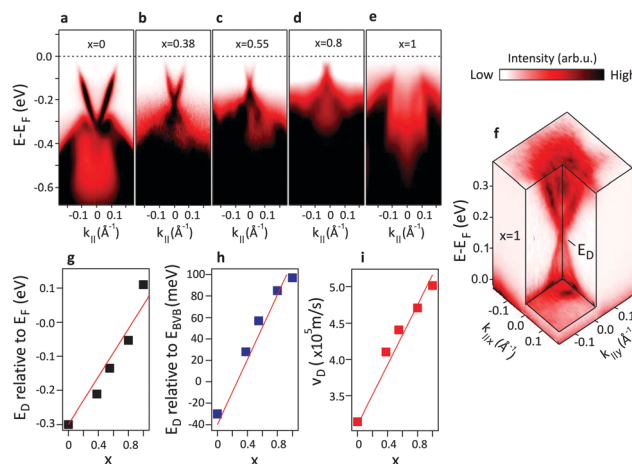 a b c d e
x=0 x=0.38 x=0.55 x=0.8 x=1
E-E_F (eV)
0.0
-0.2
-0.4
-0.6
-0.1 0 0.1 -0.1 0 0.1 -0.1 0 0.1 -0.1 0 0.1 -0.1 0 0.1
k_|| (Å⁻¹) k_|| (Å⁻¹) k_|| (Å⁻¹) k_|| (Å⁻¹) k_|| (Å⁻¹)
Intensity (arb.u.)
Low High
f
E-E_F (eV)
0.3
0.2
0.1
0.0
x=1
E_D
-0.1 0 0.1
k_||x (Å⁻¹)
-0.1 0 0.1
k_||y (Å⁻¹)
g
E_D relative to E_F (eV)
0.1
-0.0
-0.1
-0.2
-0.3
0 0.4 0.8
X
h
E_D relative to E_BVB (meV)
100
80
60
40
20
0
-20
-40
0 0.4 0.8
X
i
v_D ( x10⁵ m/s)
5.0
4.5
4.0
3.5
0 0.4 0.8
X